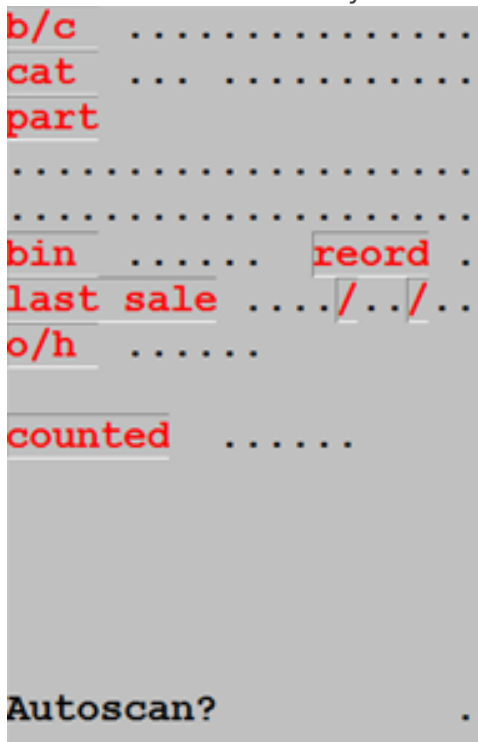 b/c ...............
cat ... ................
part
....................
....................
bin ...... reord .
last sale ..../../..
o/h ......
counted ......
Autoscan? .